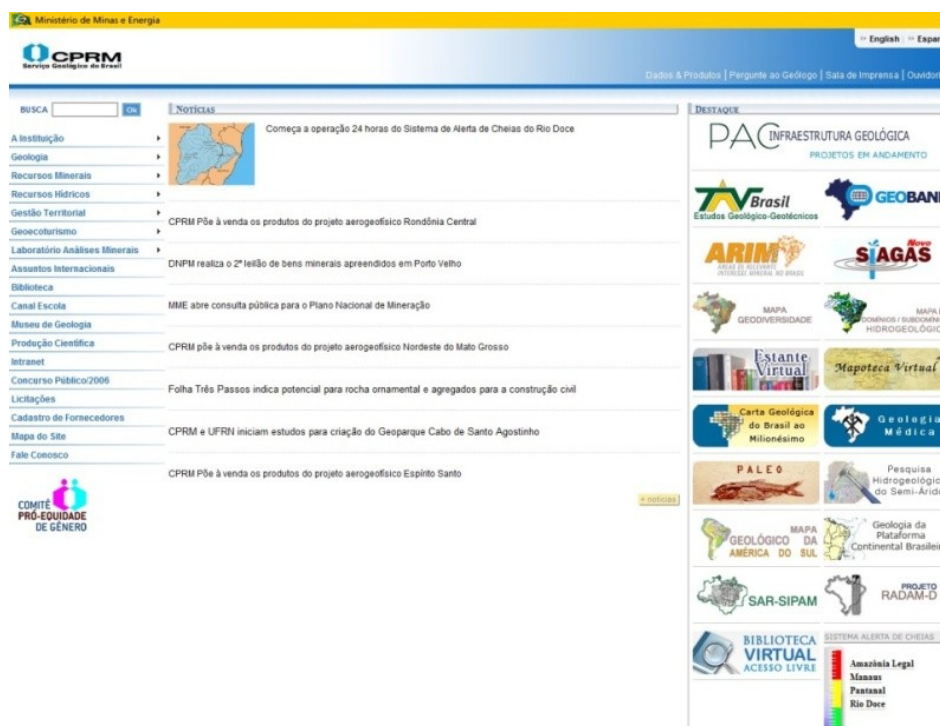 Ministério de Minas e Energia
CPRM
Serviço Geológico do Brasil
English
Dados & Produtos | Pergunte ao Geólogo | Sala de Imprensa |
BUSCA
Ok
A Instituição
Geologia
Recursos Minerais
Recursos Hídricos
Gestão Territorial
Geoecoturismo
Laboratório Análises Minerais
Assuntos Internacionais
Biblioteca
Canal Escola
Museu de Geologia
Produção Científica
Intranet
Concurso Público/2006
Licitações
Cadastro de Fornecedores
Mapa do Site
Fale Conosco
COMITÊ
PRÓ-EQUIDADE
DE GÊNERO
NOTÍCIAS
Começa a operação 24 horas do Sistema de Alerta de Cheias do Rio Doce
CPRM Põe à venda os produtos do projeto aerogeofísico Rondônia Central
DNPM realiza o 2º leilão de bens minerais apreendidos em Porto Velho
MME abre consulta pública para o Plano Nacional de Mineração
CPRM põe à venda os produtos do projeto aerogeofísico Nordeste do Mato Grosso
Folha Três Passos indica potencial para rocha ornamental e agregados para a construção civil
CPRM e UFRN iniciam estudos para criação do Geoparque Cabo de Santo Agostinho
CPRM Põe à venda os produtos do projeto aerogeofísico Espírito Santo
+ notícias
DESTAQUE
PAC INFRAESTRUTURA GEOLÓGICA
PROJETOS EM ANDAMENTO
TAV Brasil
Estudos Geológico-Geotécnicos
GEOBANK
ARIM
ÁREAS DE RELEVANTE
INTERESSE MINERAL NO BRASIL
Novo
SIAGAS
MAPA
GEODIVERSIDADE
MAPA
DOMÍNIOS /
Estante
Virtual
Mapoteca Virtual
Carta Geológica
do Brasil ao
Milionésimo
Geologia
Médica
PALEO
Pesquisa
do
MAPA
GEOLÓGICO DA
AMÉRICA DO SUL
Geologia da
Plataforma
Continental
SAR-SIPAM
PROJETO
RADAM-D
BIBLIOTECA
VIRTUAL
ACESSO LIVRE
SISTEMA ALERTA DE CHEIAS
Amazônia Legal
Manaus
Pantanal
Rio Doce